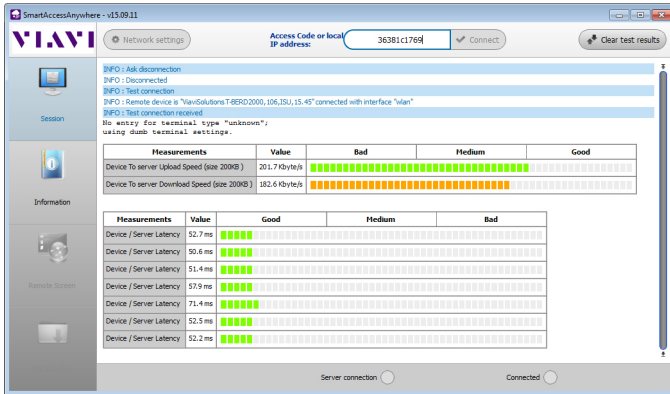 SmartAccessAnywhere - v15.09.11
VIAVI
Network settings
Access Code or local IP address:
36381c1769
Connect
Clear test results
Session
Information
Remote Screen
INFO : Ask disconnection
INFO : Disconnected
INFO : Test connection
INFO : Remote device is "ViaviSolutions T-BERD2000,106,ISU,15.45" connected with interface "wlan"
INFO : Test connection received
No entry for terminal type "unknown";
using dumb terminal settings.
Measurements Value Bad Medium Good
Device To server Upload Speed (size 200KB ) 201.7 Kbyte/s
Device To server Download Speed (size 200KB ) 182.6 Kbyte/s
Measurements Value Good Medium Bad
Device / Server Latency 52.7 ms
Device / Server Latency 50.6 ms
Device / Server Latency 51.4 ms
Device / Server Latency 57.9 ms
Device / Server Latency 71.4 ms
Device / Server Latency 52.5 ms
Device / Server Latency 52.2 ms
Server connection
Connected